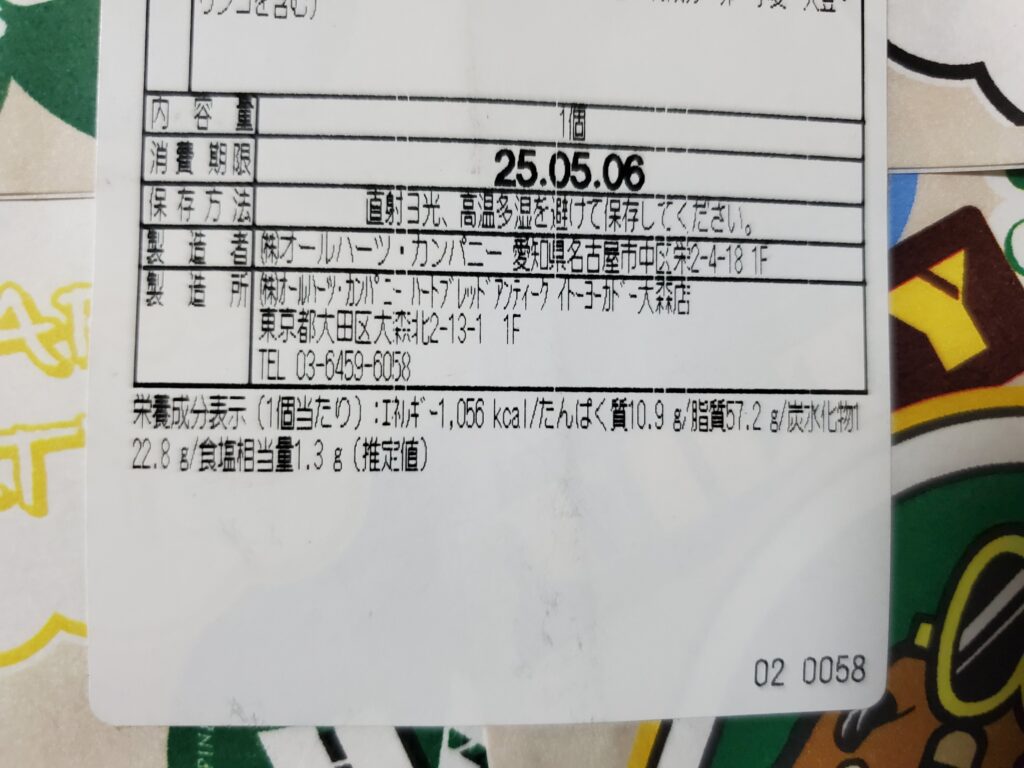 リンゴを含む)
内容量 1個
消費期限 25.05.06
保存方法 直射ヨ光、高温多湿を避けて保存してください。
製造者 ㈱オールハーツ・カンパニー 愛知県名古屋市中区栄2-4-18 1F
製造所 ㈱オールハーツ・カンパニー ハートブレッドアンティーク イトーヨーカドー大森店
東京都大田区大森北2-13-1 1F
TEL 03-6459-6058
栄養成分表示(1個当たり):エネルギー1,056 kcal/たんぱく質10.9 g/脂質57.2 g/炭水化物1
22.8 g/食塩相当量1.3 g(推定値)
02 0058
Y